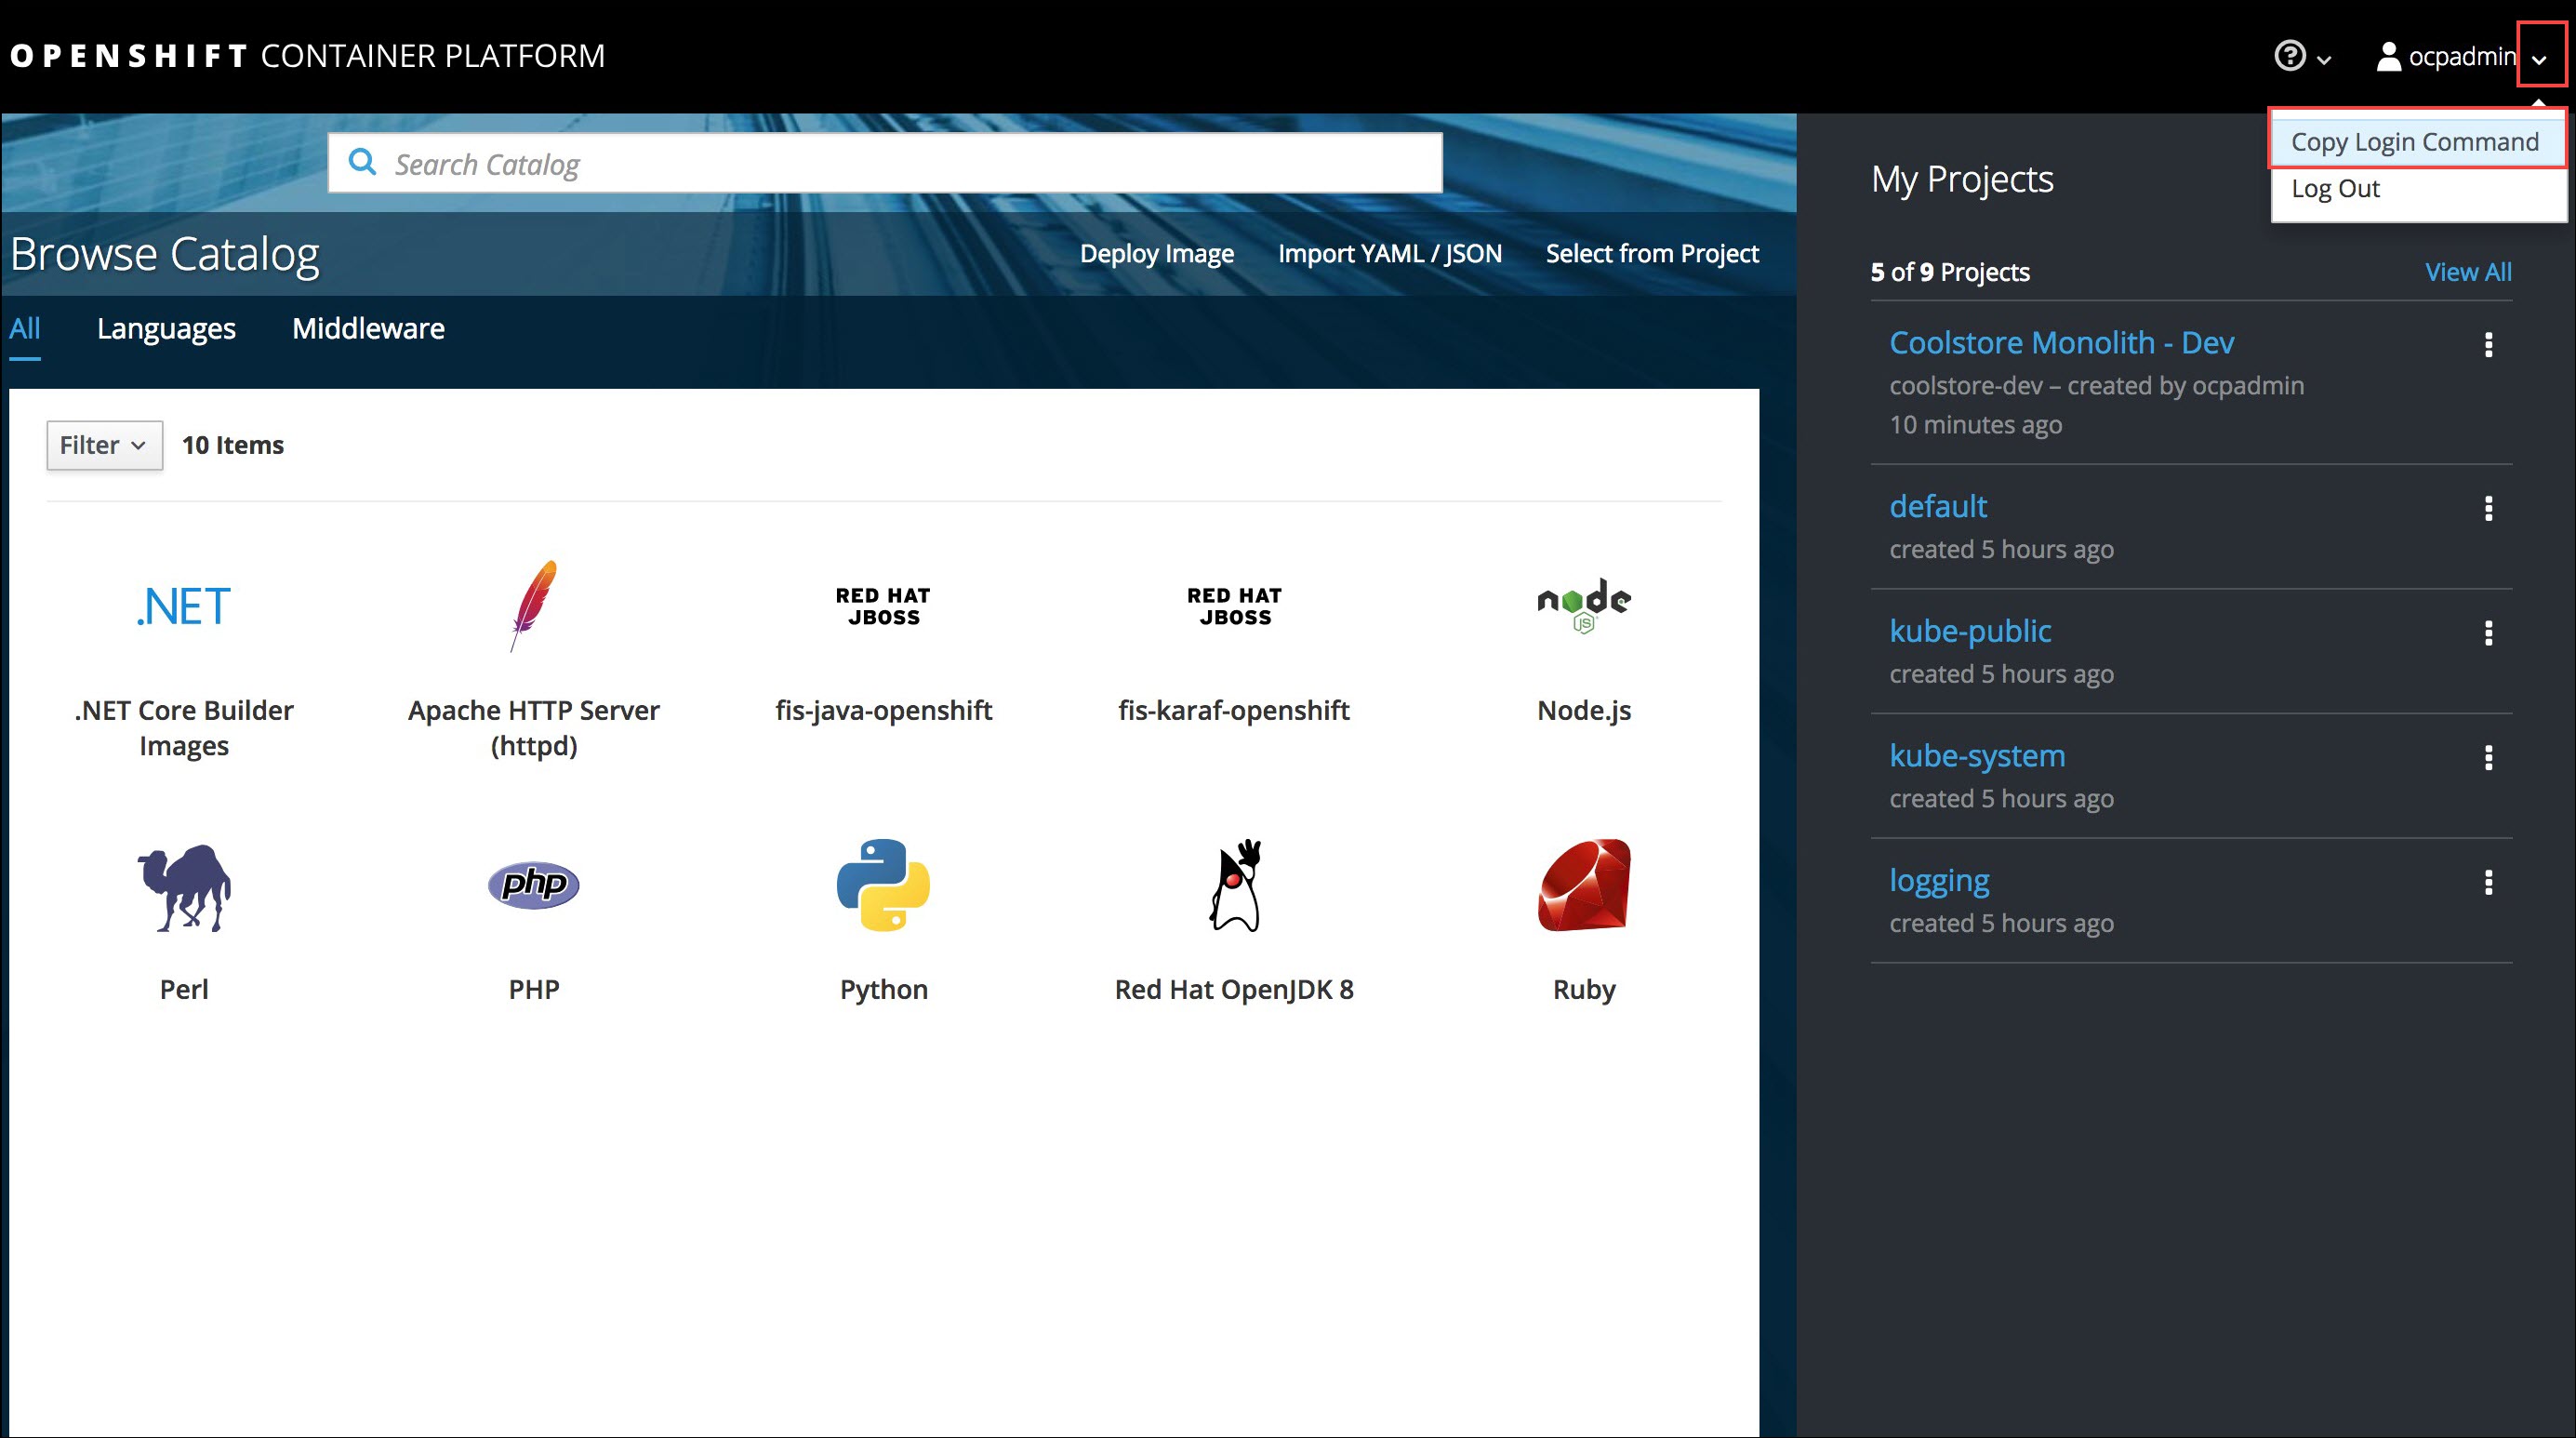 OPENSHIFT CONTAINER PLATFORM
ocpadmin
Copy Login Command
Log Out
Search Catalog
Browse Catalog
Deploy Image
Import YAML / JSON
Select from Project
All
Languages
Middleware
Filter
10 Items
.NET
RED HAT
JBOSS
RED HAT
JBOSS
node
JS
.NET Core Builder
Images
Apache HTTP Server
(httpd)
fis-java-openshift
fis-karaf-openshift
Node.js
php
Perl
PHP
Python
Red Hat OpenJDK 8
Ruby
My Projects
5 of 9 Projects
View All
Coolstore Monolith - Dev
coolstore-dev – created by ocpadmin
10 minutes ago
default
created 5 hours ago
kube-public
created 5 hours ago
kube-system
created 5 hours ago
logging
created 5 hours ago